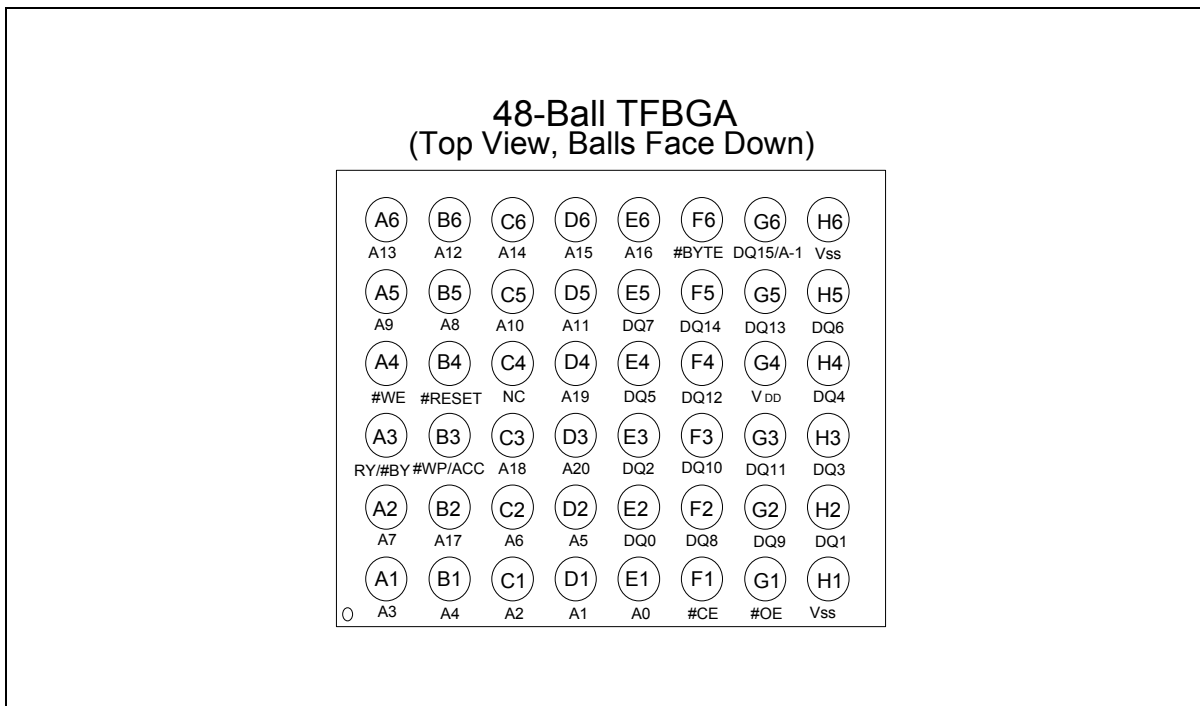 48-Ball TFBGA
(Top View, Balls Face Down)
A6 B6 C6 D6 E6 F6 G6 H6
A13 A12 A14 A15 A16 #BYTE DQ15/A-1 Vss
A5 B5 C5 D5 E5 F5 G5 H5
A9 A8 A10 A11 DQ7 DQ14 DQ13 DQ6
A4 B4 C4 D4 E4 F4 G4 H4
#WE #RESET NC A19 DQ5 DQ12 VDD DQ4
A3 B3 C3 D3 E3 F3 G3 H3
RY/#BY #WP/ACC A18 A20 DQ2 DQ10 DQ11 DQ3
A2 B2 C2 D2 E2 F2 G2 H2
A7 A17 A6 A5 DQ0 DQ8 DQ9 DQ1
A1 B1 C1 D1 E1 F1 G1 H1
A3 A4 A2 A1 A0 #CE #OE Vss